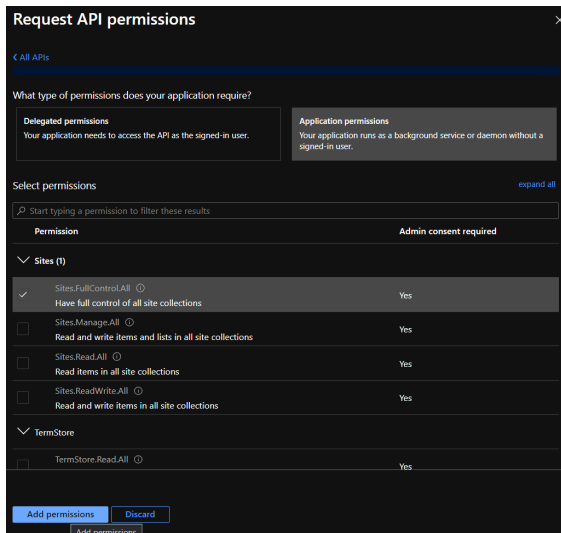 Request API permissions
All APIs
What type of permissions does your application require?
Delegated permissions
Your application needs to access the API as the signed-in user.
Application permissions
Your application runs as a background service or daemon without a
signed-in user.
Select permissions
expand all
Start typing a permission to filter these results
Permission
Admin consent required
Sites (1)
Sites.FullControl.All
Have full control of all site collections
Yes
Sites.Manage.All
Read and write items and lists in all site collections
Yes
Sites.Read.All
Read items in all site collections
Yes
Sites.ReadWrite.All
Read and write items in all site collections
Yes
TermStore
TermStore.Read.All
Yes
Add permissions
Discard
Add permissions